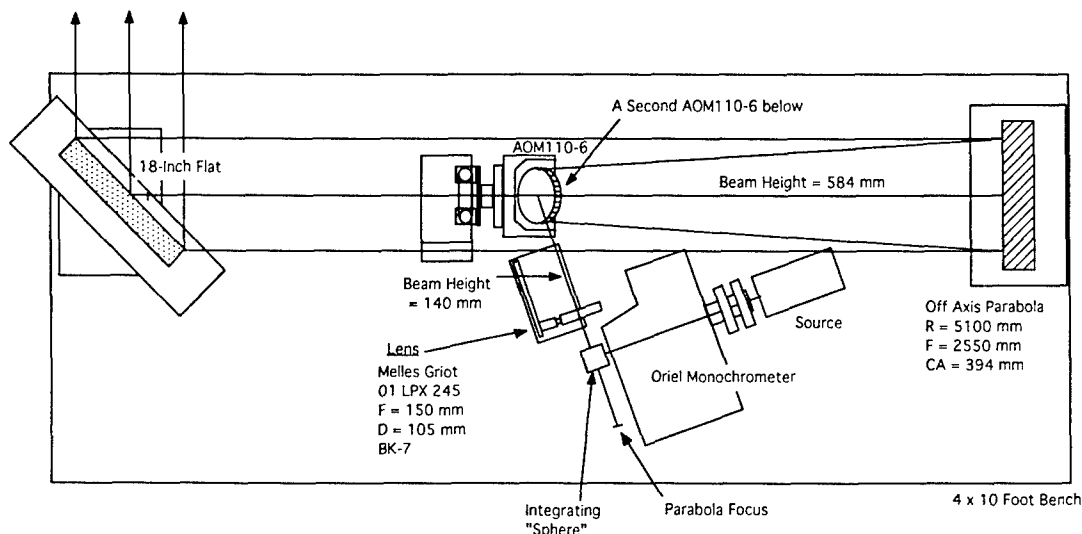 A Second AOM110-6 below
AOM110-6
18-inch Flat
Beam Height = 584 mm
Beam Height
= 140 mm
Lens
Melles Griot
01 LPX 245
F = 150 mm
D = 105 mm
BK-7
Source
Oriel Monochrometer
Off Axis Parabola
R = 5100 mm
F = 2550 mm
CA = 394 mm
Integrating
"Sphere"
Parabola Focus
4 x 10 Foot Bench